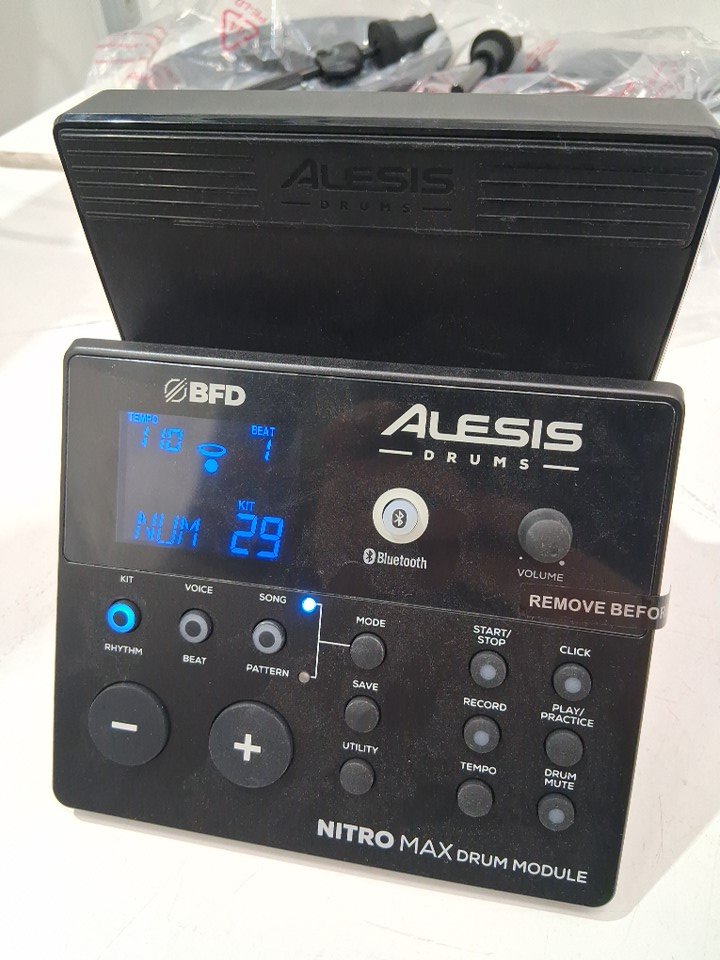 ALESIS
DRUMS
BFD
TEMPO
110
BEAT
1
KIT
NUM 29
ALESIS
DRUMS
Bluetooth
VOLUME
REMOVE BEFOR
KIT
VOICE
SONG
RHYTHM
BEAT
PATTERN
MODE
SAVE
UTILITY
START/
STOP
CLICK
RECORD
PLAY/
PRACTICE
TEMPO
DRUM
MUTE
- +
NITRO MAX DRUM MODULE